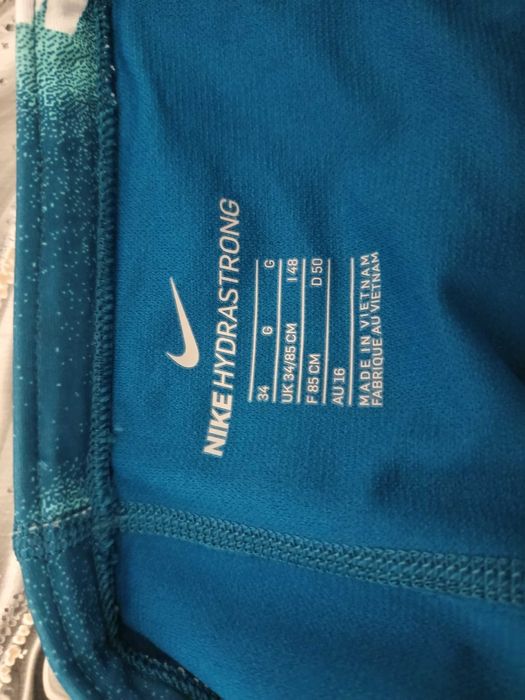 NIKE HYDRASTRONG
34 G G
UK 34/85 CM I 48
F 85 CM D 50
AU 16
MADE IN VIETNAM
FABRIQUE AU VIETNAM